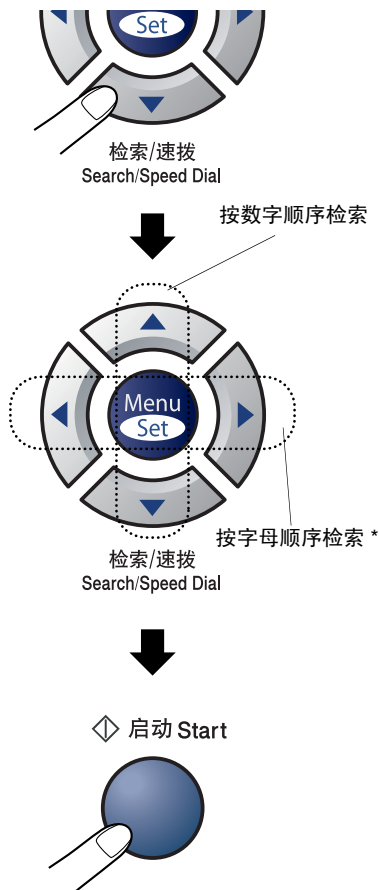 Set
检索/速拨
Search/Speed Dial
按数字顺序检索
Menu
Set
按字母顺序检索 *
检索/速拨
Search/Speed Dial
启动 Start